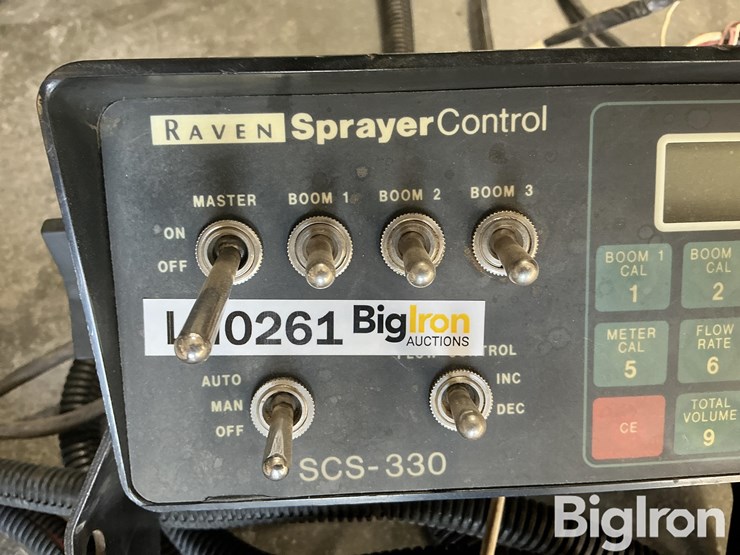 RAVEN SprayerControl
MASTER BOOM 1 BOOM 2 BOOM 3
ON
OFF
0261 BigIron
AUCTIONS
CONTROL
AUTO
MAN
OFF
INC
DEC
SCS-330
BOOM 1
CAL
1
BOOM
CAL
2
METER
CAL
5
FLOW
RATE
6
CE
TOTAL
VOLUME
9
BigIron